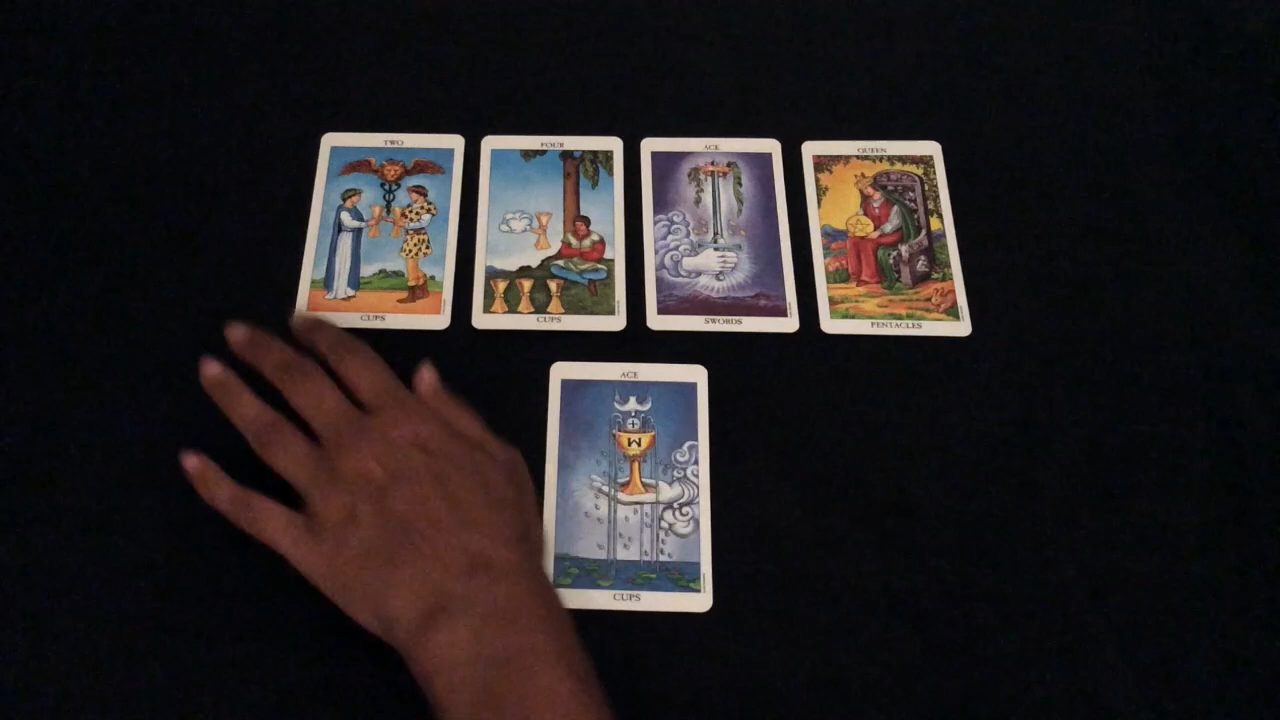 TWO
CUPS
FOUR
CUPS
ACE
SWORDS
QUEEN
PENTACLES
ACE
W
CUPS